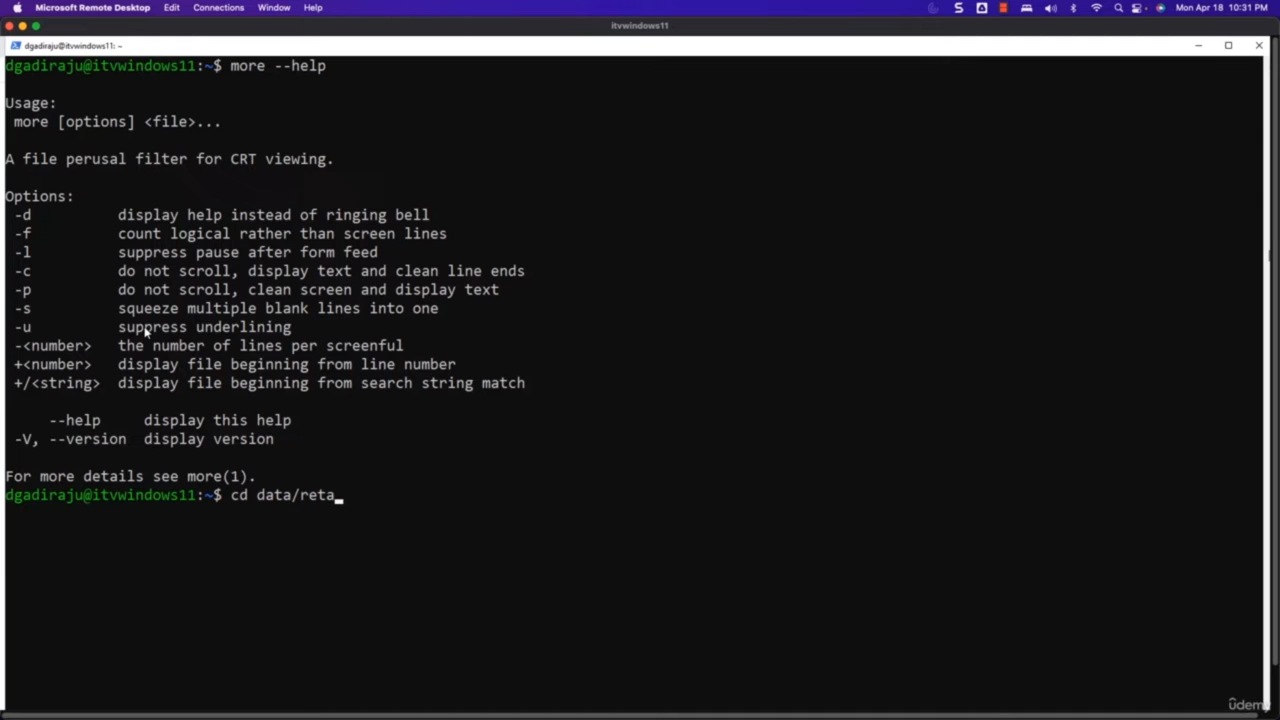 Microsoft Remote Desktop Edit Connections Window Help Mon Apr 18 10:31 PM
itvwindows11
dgadiraju@itvwindows11: ~
dgadiraju@itvwindows11:~$ more --help
Usage:
more [options] <file>...
A file perusal filter for CRT viewing.
Options:
-d display help instead of ringing bell
-f count logical rather than screen lines
-l suppress pause after form feed
-c do not scroll, display text and clean line ends
-p do not scroll, clean screen and display text
-s squeeze multiple blank lines into one
-u suppress underlining
-<number> the number of lines per screenful
+<number> display file beginning from line number
+/<string> display file beginning from search string match
--help display this help
-V, --version display version
For more details see more(1).
dgadiraju@itvwindows11:~$ cd data/reta
ûdemy